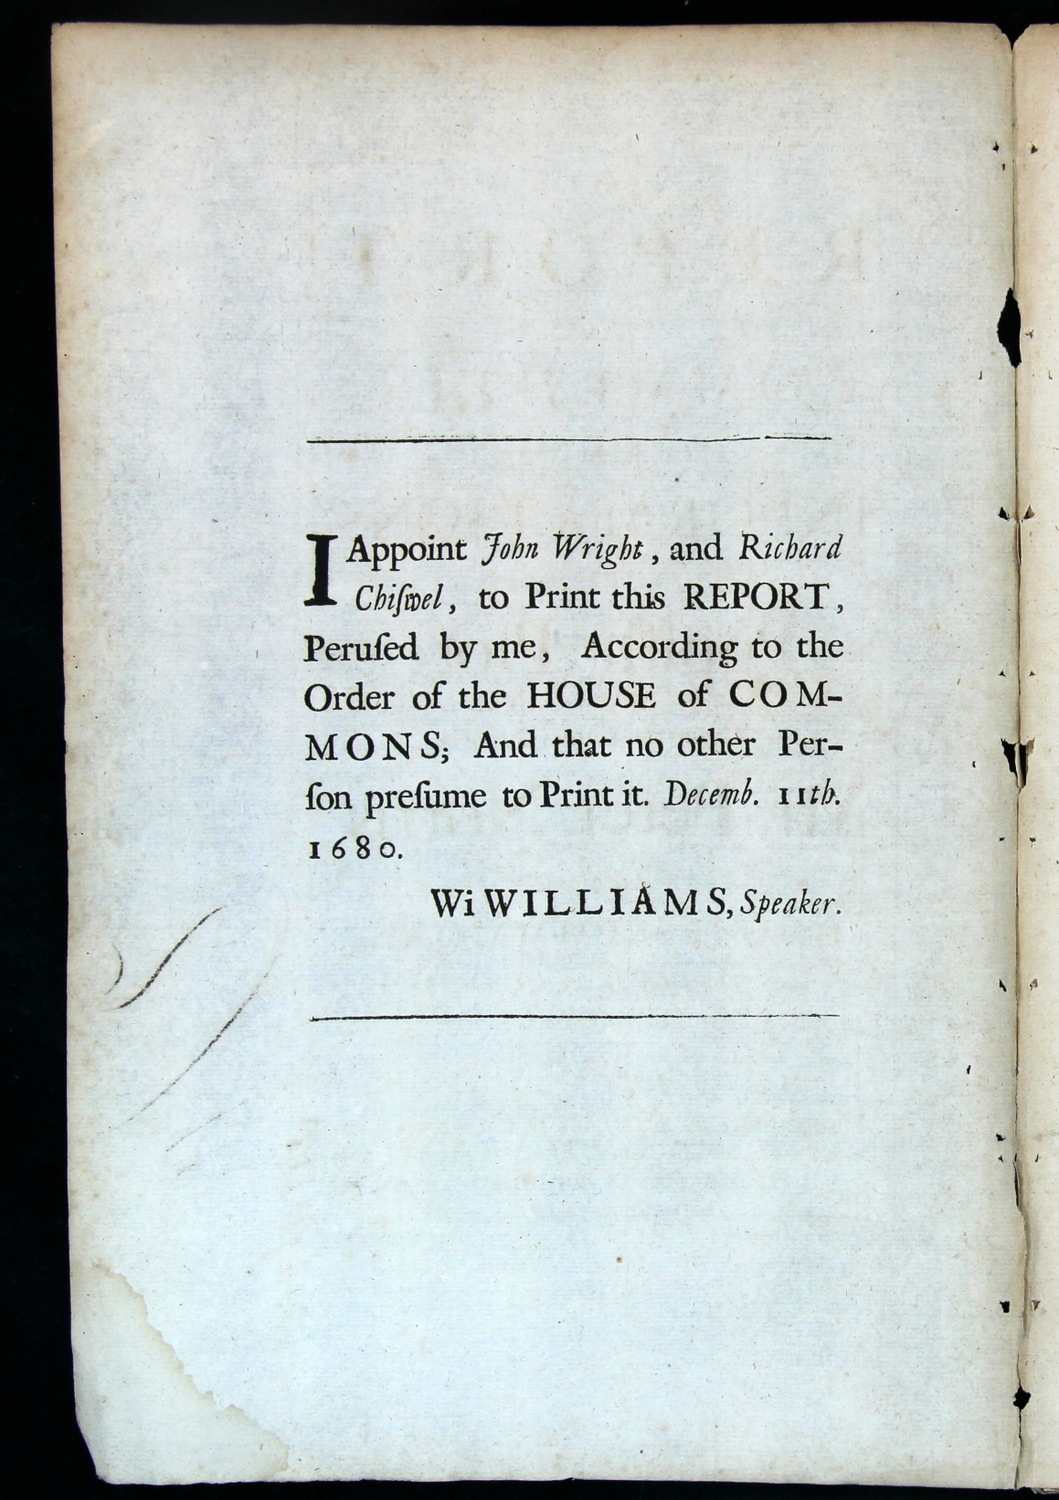 I Appoint John Wright, and Richard
Chiſwel, to Print this REPORT,
Peruſed by me, According to the
Order of the HOUSE of COM-
MONS; And that no other Per-
ſon preſume to Print it. Decemb. 11th.
1680.
Wi WILLIAMS, Speaker.